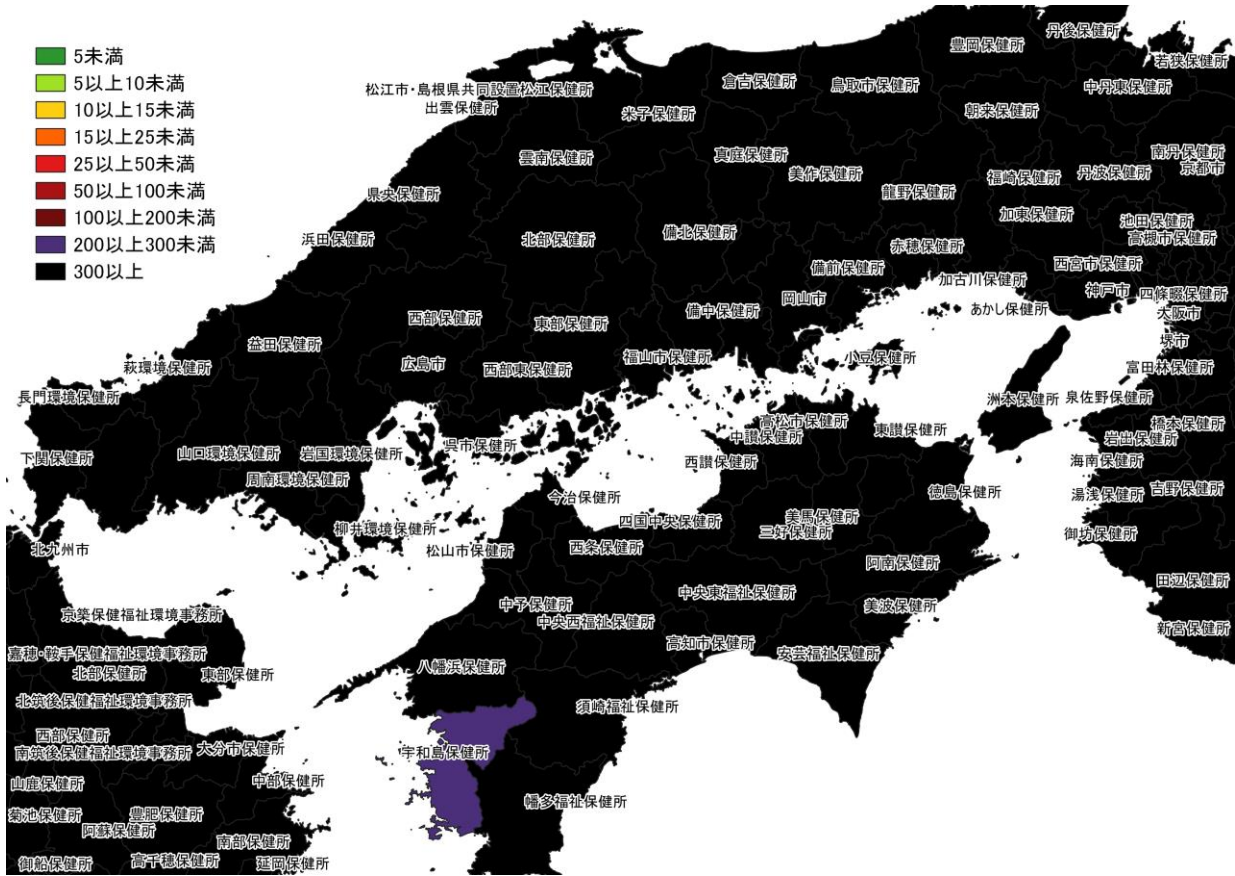 5未満
5以上10未満
10以上15未満
15以上25未満
25以上50未満
50以上100未満
100以上200未満
200以上300未満
300以上
丹後保健所
豊岡保健所
若狭保健所
倉吉保健所
鳥取市保健所
中丹東保健所
松江市・島根県共同設置松江保健所
出雲保健所
米子保健所
朝来保健所
雲南保健所
真庭保健所
美作保健所
南丹保健所
京都市
福崎保健所
丹波保健所
県央保健所
龍野保健所
加東保健所
池田保健所
高槻市保健所
浜田保健所
北部保健所
備北保健所
赤穂保健所
西宮市保健所
備前保健所
加古川保健所
神戸市
四條畷保健所
岡山市
あかし保健所
大阪市
西部保健所
東部保健所
備中保健所
堺市
益田保健所
広島市
西部東保健所
福山市保健所
小豆保健所
萩環境保健所
富田林保健所
長門環境保健所
洲本保健所
泉佐野保健所
高松市保健所
中讃保健所
東讃保健所
橋本保健所
岩出保健所
下関保健所
山口環境保健所
岩国環境保健所
呉市保健所
西讃保健所
海南保健所
周南環境保健所
今治保健所
徳島保健所
湯浅保健所
吉野保健所
柳井環境保健所
四国中央保健所
美馬保健所
三好保健所
御坊保健所
北九州市
松山市保健所
西条保健所
阿南保健所
田辺保健所
京築保健福祉環境事務所
中予保健所
中央東福祉保健所
美波保健所
中央西福祉保健所
新宮保健所
嘉穂・鞍手保健福祉環境事務所
北部保健所
東部保健所
八幡浜保健所
高知市保健所
安芸福祉保健所
北筑後保健福祉環境事務所
須崎福祉保健所
西部保健所
南筑後保健福祉環境事務所
大分市保健所
宇和島保健所
山鹿保健所
中部保健所
菊池保健所
豊肥保健所
阿蘇保健所
幡多福祉保健所
南部保健所
御船保健所
高千穂保健所
延岡保健所